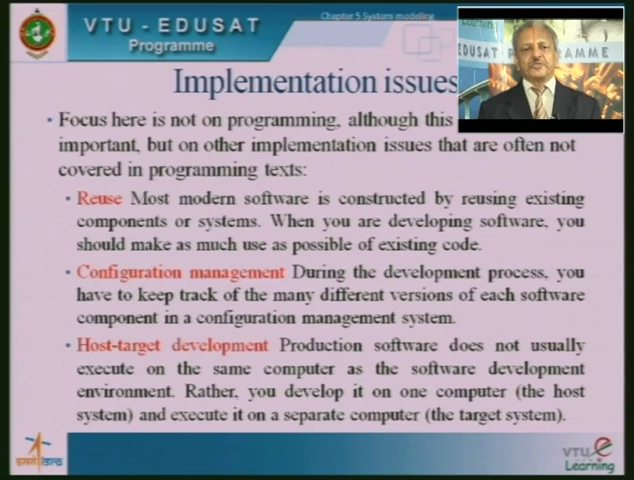 VTU - EDUSAT
Programme
Chapter 5 System modeling
EDUSAT PROGRAMME
Implementation issues
• Focus here is not on programming, although this
important, but on other implementation issues that are often not
covered in programming texts:
• Reuse Most modern software is constructed by reusing existing
components or systems. When you are developing software, you
should make as much use as possible of existing code.
• Configuration management During the development process, you
have to keep track of the many different versions of each software
component in a configuration management system.
• Host-target development Production software does not usually
execute on the same computer as the software development
environment. Rather, you develop it on one computer (the host
system) and execute it on a separate computer (the target system).
VTU e
Learning